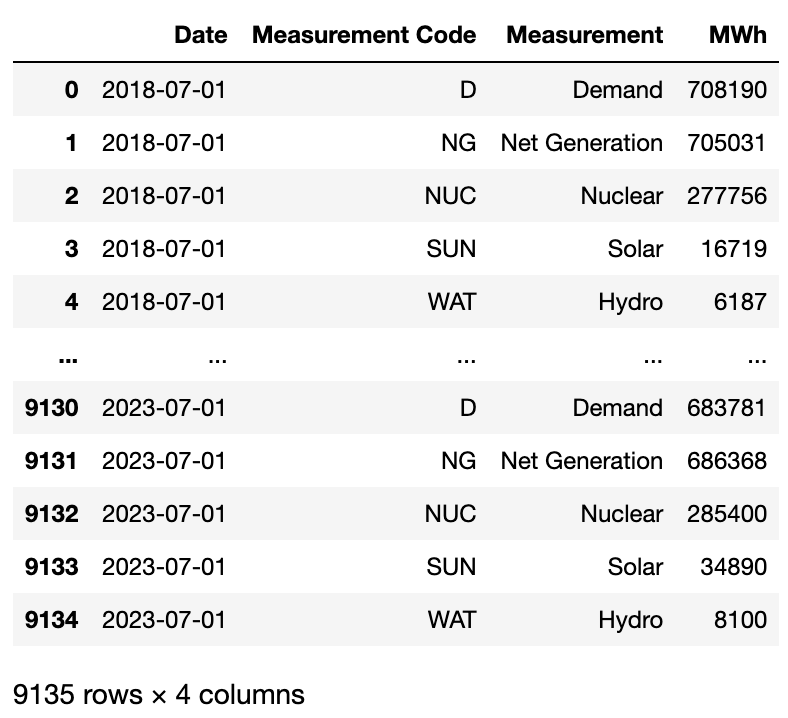 Date Measurement Code Measurement MWh
0 2018-07-01 D Demand 708190
1 2018-07-01 NG Net Generation 705031
2 2018-07-01 NUC Nuclear 277756
3 2018-07-01 SUN Solar 16719
4 2018-07-01 WAT Hydro 6187
... ... ... ... ...
9130 2023-07-01 D Demand 683781
9131 2023-07-01 NG Net Generation 686368
9132 2023-07-01 NUC Nuclear 285400
9133 2023-07-01 SUN Solar 34890
9134 2023-07-01 WAT Hydro 8100
9135 rows × 4 columns